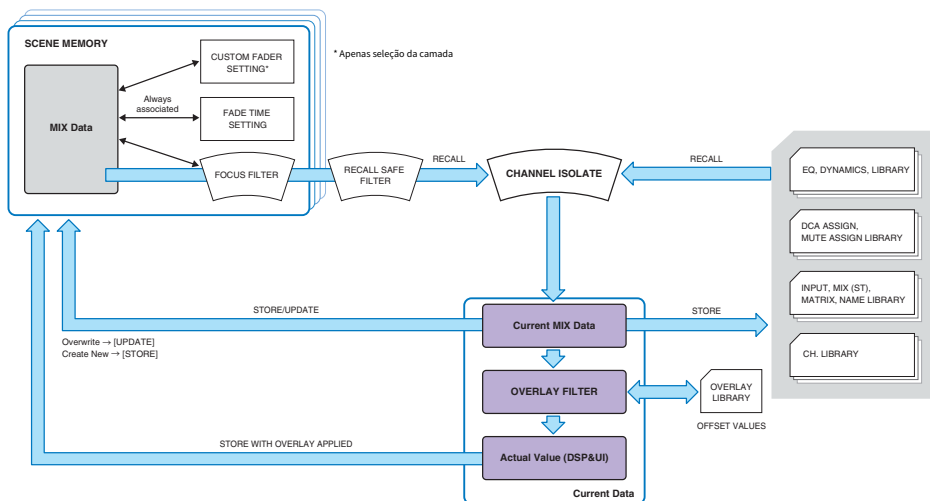 SCENE MEMORY
CUSTOM FADER
SETTING*
* Apenas seleção da camada
Always
associated
MIX Data
FADE TIME
SETTING
FOCUS FILTER
RECALL SAFE
FILTER
RECALL
CHANNEL ISOLATE
RECALL
EQ, DYNAMICS, LIBRARY
DCA ASSIGN,
MUTE ASSIGN LIBRARY
INPUT, MIX (ST),
MATRIX, NAME LIBRARY
CH. LIBRARY
STORE/UPDATE
Overwrite → [UPDATE]
Create New → [STORE]
Current MIX Data
STORE
OVERLAY FILTER
OVERLAY
LIBRARY
OFFSET VALUES
STORE WITH OVERLAY APPLIED
Actual Value (DSP&UI)
Current Data